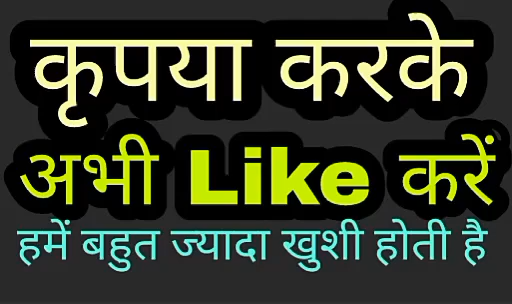 कृपया करके
अभी Like करें
हमें बहुत ज्यादा खुशी होती है